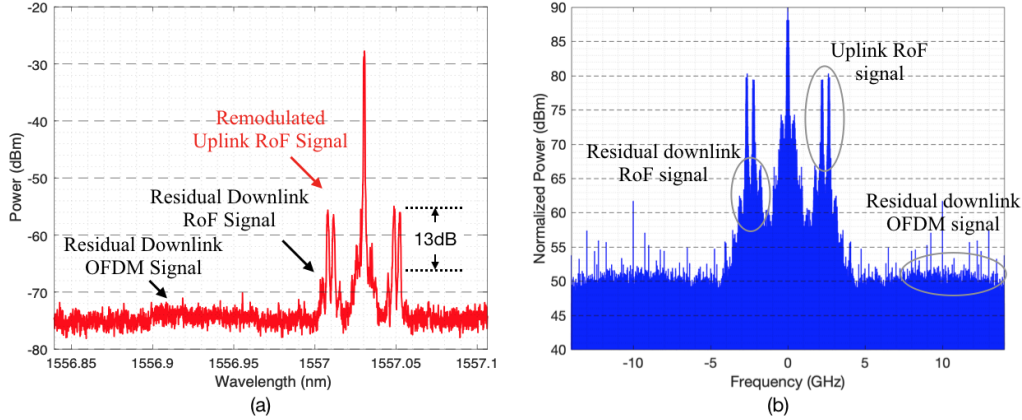 (a)
-20
-30
-40
-50
-60
-70
-80
Power (dBm)
Remodulated
Uplink RoF Signal
Residual Downlink
RoF Signal
Residual Downlink
OFDM Signal
13dB
1556.85
1556.9
1556.95
1557
1557.05
1557.1
Wavelength (nm)
(a)
(b)
90
85
80
75
70
65
60
55
50
45
40
Normalized Power (dBm)
Uplink RoF
signal
Residual downlink
RoF signal
Residual downlink
OFDM signal
-10
-5
0
5
10
Frequency (GHz)
(b)